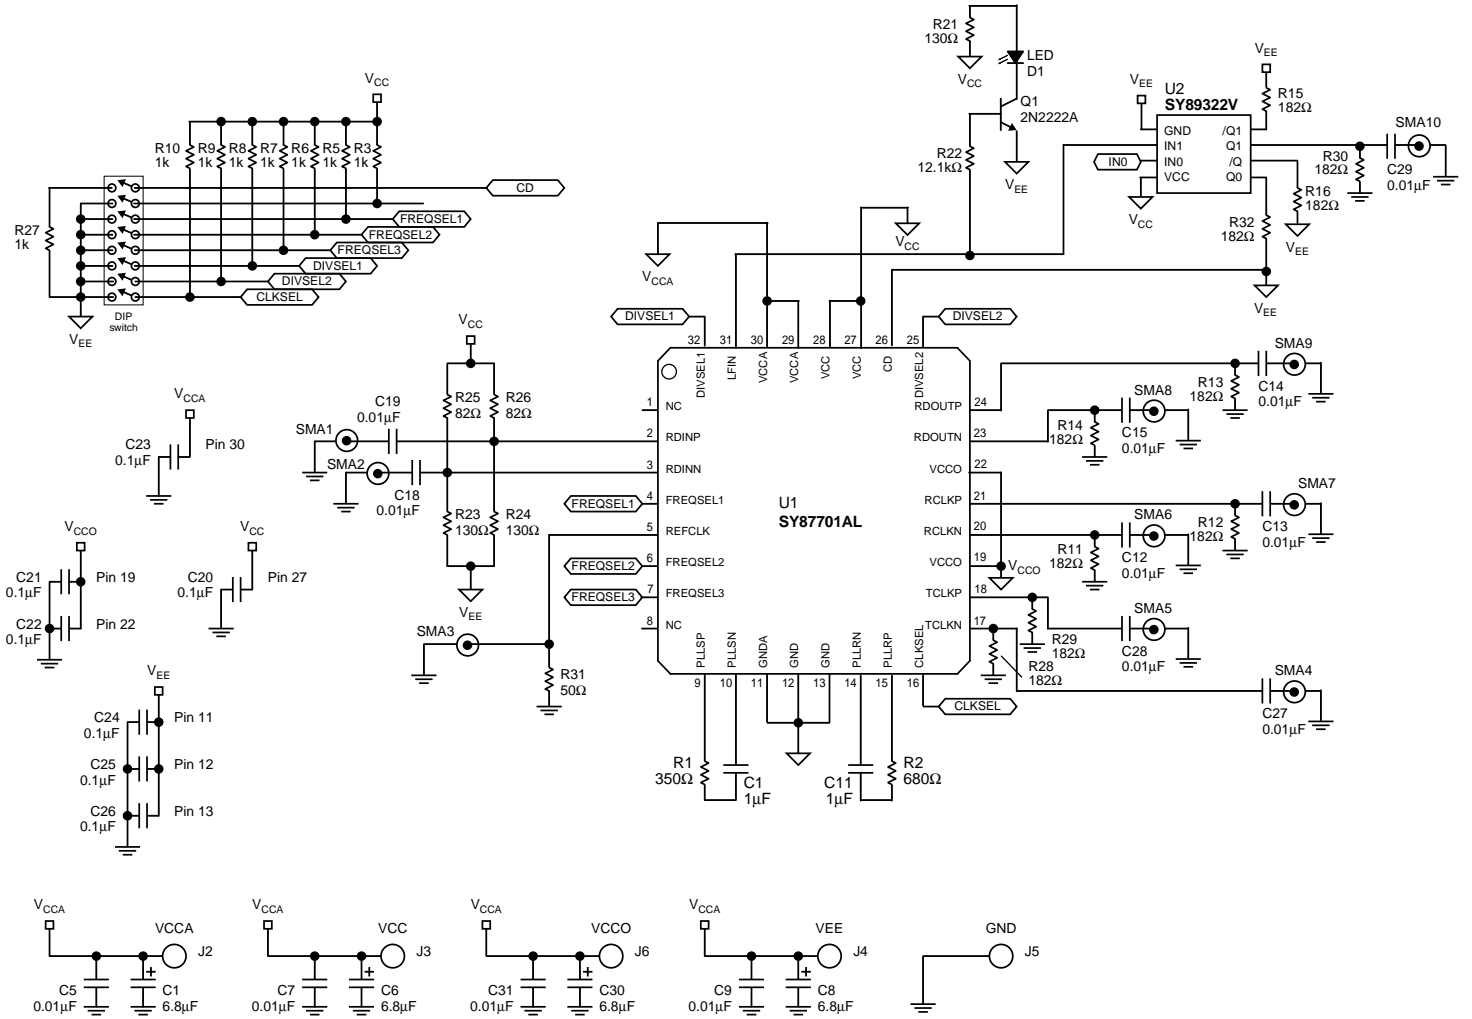 R21
130Ω
VCC
LED
D1
Q1
2N2222A
R22
12.1kΩ
VEE
VEE
U2
SY89322V
GND
IN1
IN0
VCC
/Q1
Q1
/Q
Q0
IN0
VCC
VEE
R15
182Ω
SMA10
R30
182Ω
C29
0.01µF
R16
182Ω
VEE
R32
182Ω
VEE
VCC
R10
1k
R9
1k
R8
1k
R7
1k
R6
1k
R5
1k
R3
1k
CD
FREQSEL1
FREQSEL2
FREQSEL3
DIVSEL1
DIVSEL2
CLKSEL
R27
1k
VEE
DIP
switch
VCCA
VCC
DIVSEL1
DIVSEL2
32
31
30
29
28
27
26
25
DIVSEL1
LFIN
VCCA
VCCA
VCC
VCC
CD
DIVSEL2
U1
SY87701AL
1 NC
2 RDINP
3 RDINN
4 FREQSEL1
5 REFCLK
6 FREQSEL2
7 FREQSEL3
8 NC
FREQSEL1
FREQSEL2
FREQSEL3
PLLSP
PLLSN
GNDA
GND
GND
PLLRN
PLLRP
CLKSEL
9
10
11
12
13
14
15
16
CLKSEL
RDOUTP 24
RDOUTN 23
VCCO 22
RCLKP 21
RCLKN 20
VCCO 19
TCLKP 18
TCLKN 17
VCCO
VCC
R25
82Ω
R26
82Ω
C19
0.01µF
SMA1
SMA2
C18
0.01µF
R23
130Ω
R24
130Ω
VEE
SMA3
R31
50Ω
R1
350Ω
C1
1µF
C11
1µF
R2
680Ω
SMA9
R13
182Ω
C14
0.01µF
SMA8
R14
182Ω
C15
0.01µF
SMA7
R12
182Ω
C13
0.01µF
SMA6
R11
182Ω
C12
0.01µF
SMA5
R29
182Ω
C28
0.01µF
R28
182Ω
SMA4
C27
0.01µF
VCCA
C23
0.1µF
Pin 30
VCCO
C21
0.1µF
Pin 19
C22
0.1µF
Pin 22
VCC
C20
0.1µF
Pin 27
VEE
C24
0.1µF
Pin 11
C25
0.1µF
Pin 12
C26
0.1µF
Pin 13
VCCA
VCCA
J2
C5
0.01µF
C1
6.8µF
VCCA
VCC
J3
C7
0.01µF
C6
6.8µF
VCCA
VCCO
J6
C31
0.01µF
C30
6.8µF
VCCA
VEE
J4
C9
0.01µF
C8
6.8µF
GND
J5